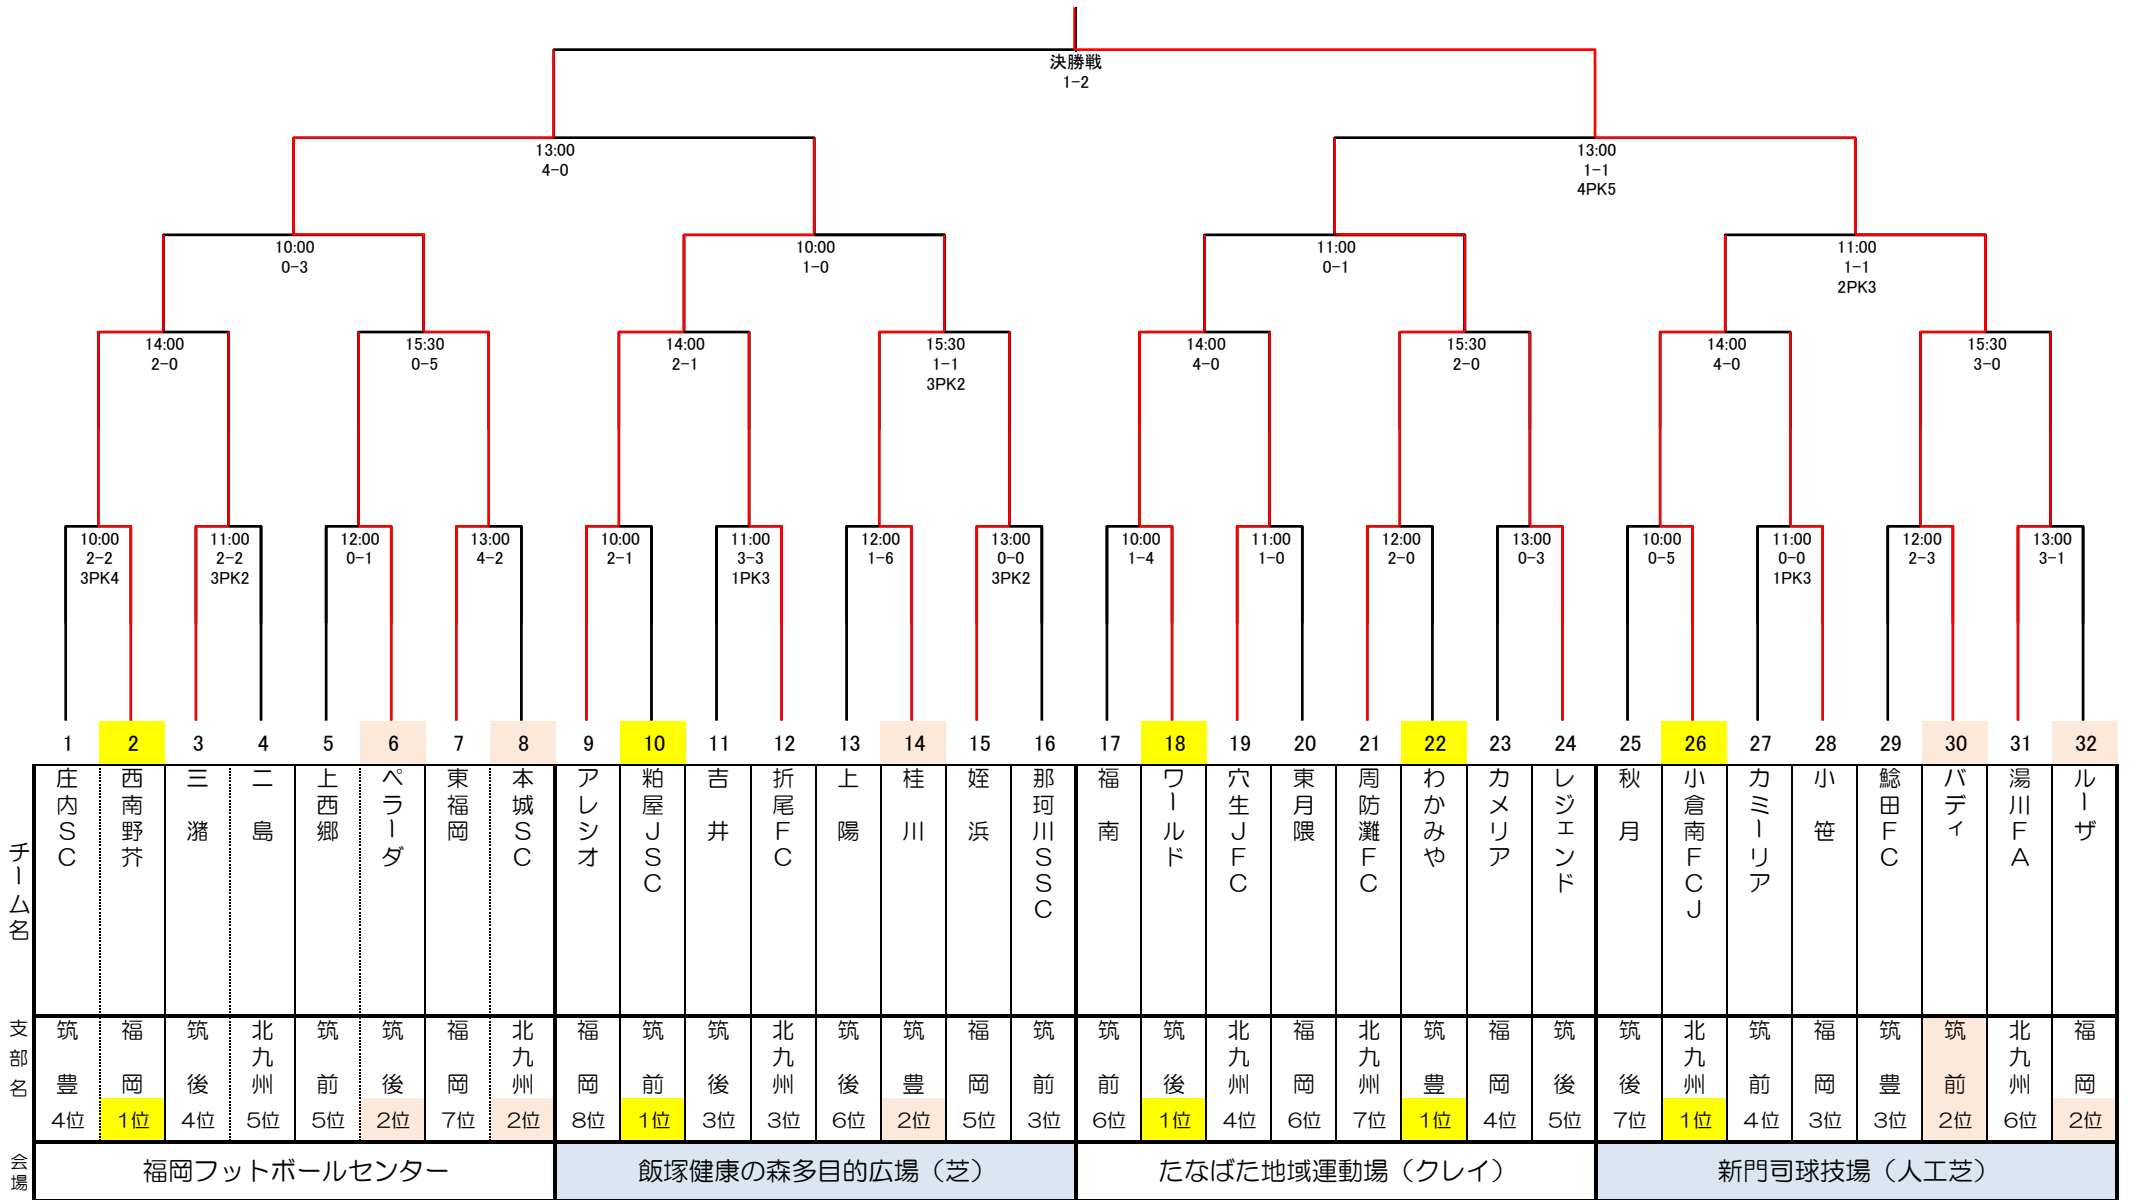 決勝戦
1-2
13:00
4-0
13:00
1-1
4PK5
10:00
0-3
10:00
1-0
11:00
0-1
11:00
1-1
2PK3
14:00
2-0
15:30
0-5
14:00
2-1
15:30
1-1
3PK2
14:00
4-0
15:30
2-0
14:00
4-0
15:30
3-0
10:00
2-2
3PK4
11:00
2-2
3PK2
12:00
0-1
13:00
4-2
10:00
2-1
11:00
3-3
1PK3
12:00
1-6
13:00
0-0
3PK2
10:00
1-4
11:00
1-0
12:00
2-0
13:00
0-3
10:00
0-5
11:00
0-0
1PK3
12:00
2-3
13:00
3-1
1 2 3 4 5 6 7 8 9 10 11 12 13 14 15 16 17 18 19 20 21 22 23 24 25 26 27 28 29 30 31 32
チーム名
庄内SC
西南野芥
三潴
二島
上西郷
ペラーダ
東福岡
本城SC
アレシオ
粕屋JSC
吉井
折尾FC
上陽
桂川
姪浜
那珂川SSC
福南
ワールド
穴生JFC
東月隈
周防灘FC
わかみや
カメリア
レジェンド
秋月
小倉南FCJ
カミーリア
小笹
鯰田FC
バディ
湯川FA
ルーザ
支部名
筑豊 福岡 筑後 北九州 筑前 筑後 福岡 北九州 福岡 筑前 筑後 北九州 筑後 筑豊 福岡 筑前 筑前 筑後 北九州 福岡 北九州 筑豊 福岡 筑後 筑後 北九州 筑前 福岡 筑豊 筑前 北九州 福岡
4位 1位 4位 5位 5位 2位 7位 2位 8位 1位 3位 3位 6位 2位 5位 3位 6位 1位 4位 6位 7位 1位 4位 5位 7位 1位 4位 3位 3位 2位 6位 2位
会場
福岡フットボールセンター
飯塚健康の森多目的広場（芝）
たなばた地域運動場（クレイ）
新門司球技場（人工芝）